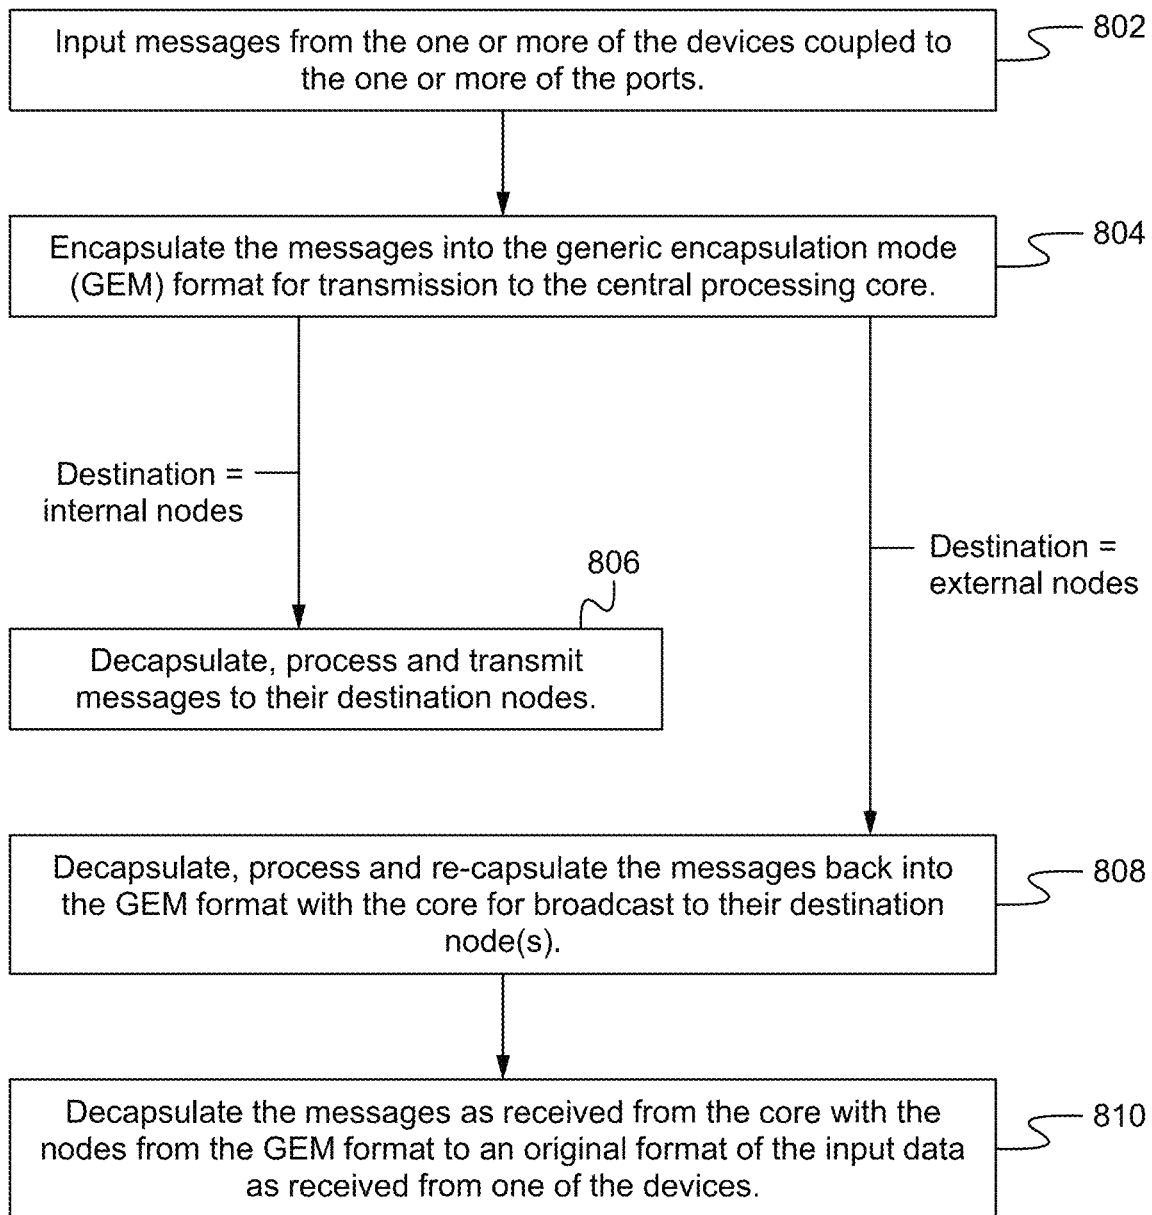 Input messages from the one or more of the devices coupled to
the one or more of the ports.
802
Encapsulate the messages into the generic encapsulation mode
(GEM) format for transmission to the central processing core.
804
Destination =
internal nodes
Destination =
external nodes
806
Decapsulate, process and transmit
messages to their destination nodes.
Decapsulate, process and re-capsulate the messages back into
the GEM format with the core for broadcast to their destination
node(s).
808
Decapsulate the messages as received from the core with the
nodes from the GEM format to an original format of the input data
as received from one of the devices.
810